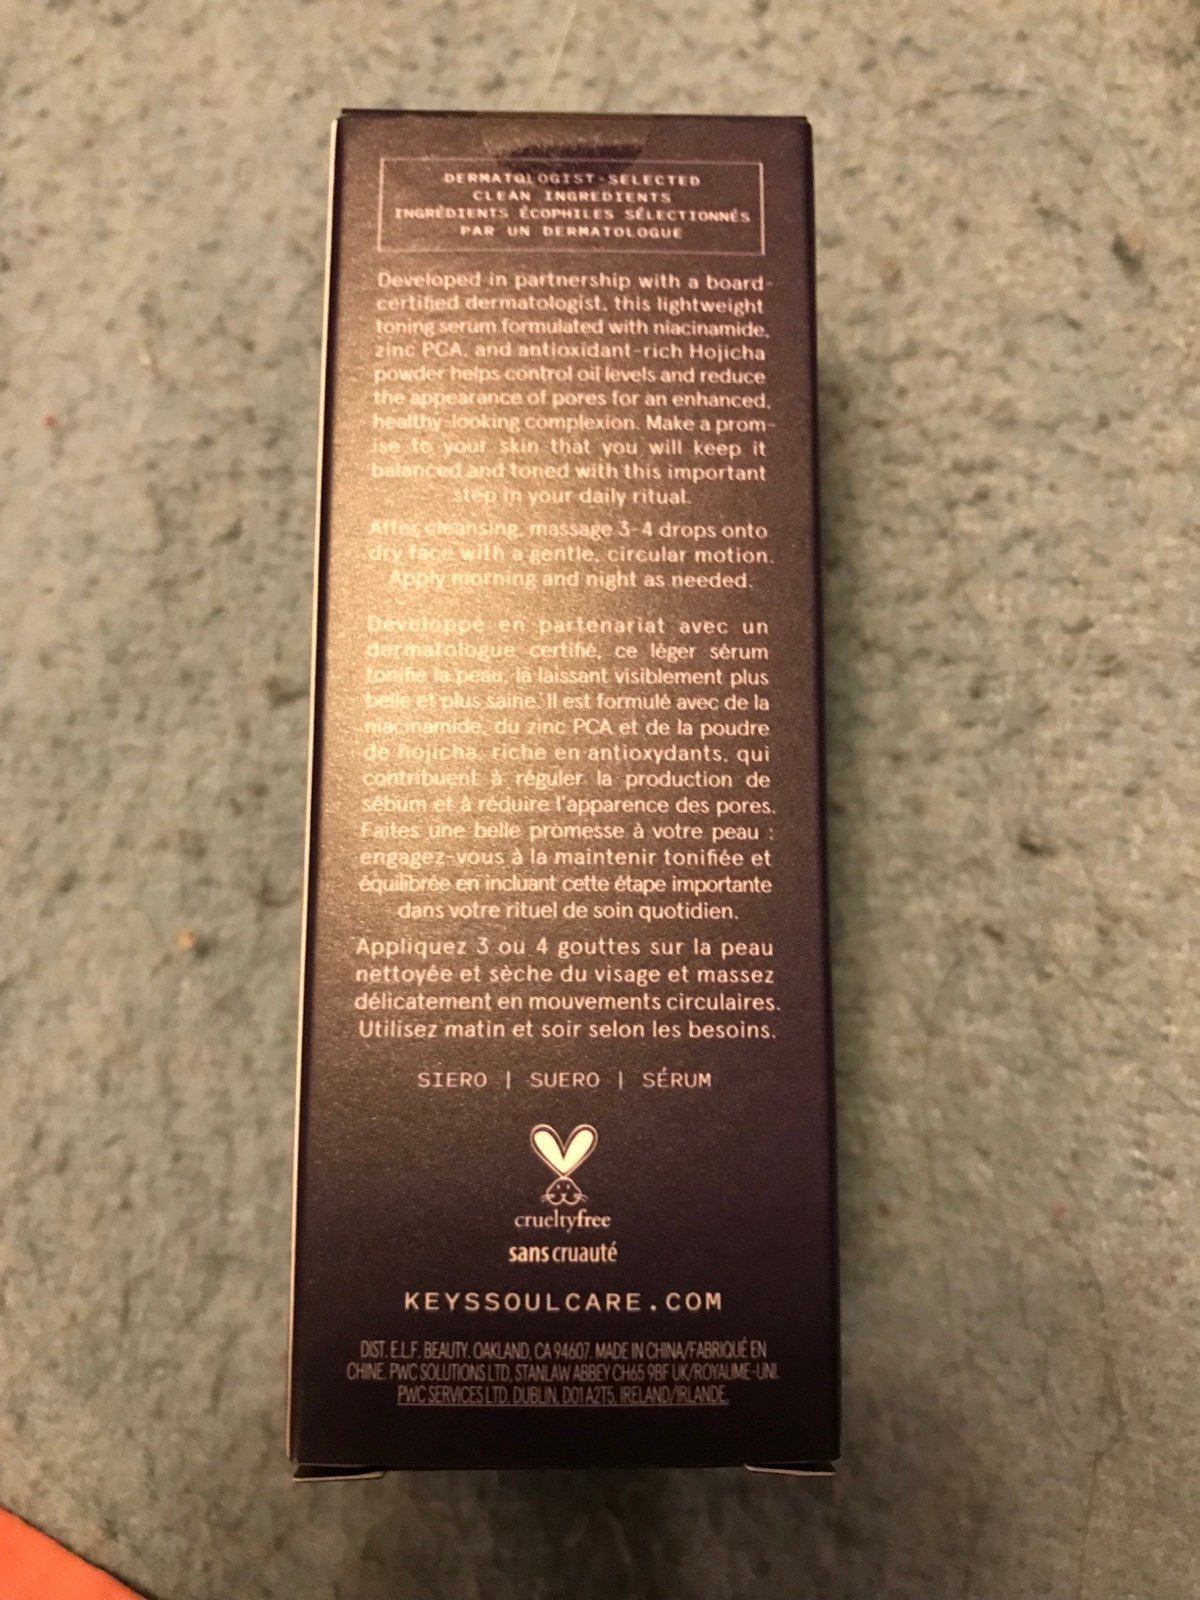 DERMATOLOGIST-SELECTED
CLEAN INGREDIENTS
INGRÉDIENTS ÉCOPHILES SÉLECTIONNÉS
PAR UN DERMATOLOGUE
Developed in partnership with a board-
certified dermatologist, this lightweight
toning serum formulated with niacinamide,
zinc PCA, and antioxidant-rich Hojicha
powder helps control oil levels and reduce
the appearance of pores for an enhanced,
healthy-looking complexion. Make a prom-
ise to your skin that you will keep it
balanced and toned with this important
step in your daily ritual.
After cleansing, massage 3-4 drops onto
dry face with a gentle, circular motion.
Apply morning and night as needed.
Développé en partenariat avec un
dermatologue certifié, ce léger sérum
tonifie la peau, la laissant visiblement plus
belle et plus saine. Il est formulé avec de la
niacinamide, du zinc PCA et de la poudre
de hojicha, riche en antioxydants, qui
contribuent à réguler la production de
sébum et à réduire l'apparence des pores.
Faites une belle promesse à votre peau :
engagez-vous à la maintenir tonifiée et
équilibrée en incluant cette étape importante
dans votre rituel de soin quotidien.
Appliquez 3 ou 4 gouttes sur la peau
nettoyée et sèche du visage et massez
délicatement en mouvements circulaires.
Utilisez matin et soir selon les besoins.
SIERO | SUERO | SÉRUM
crueltyfree
sans cruauté
KEYSSOULCARE.COM
DIST. E.L.F. BEAUTY. OAKLAND, CA 94607. MADE IN CHINA/FABRIQUÉ EN
CHINE. PWC SOLUTIONS LTD, STANLAW ABBEY CH65 9BF UK/ROYAUME-UNI.
PWC SERVICES LTD, DUBLIN, D01A2T5, IRELAND/IRLANDE.